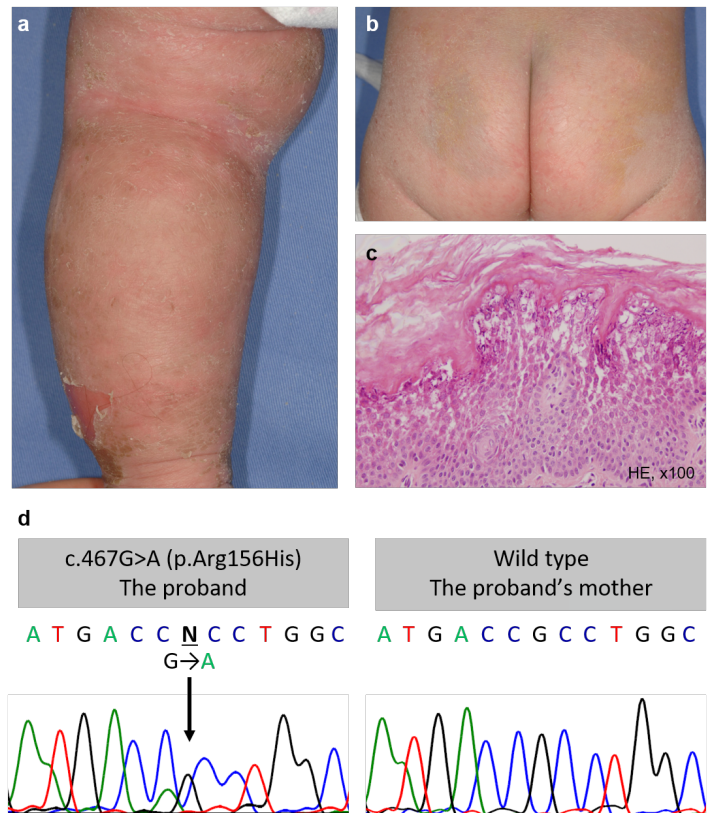 a
b
c
HE, x100
d
c.467G>A (p.Arg156His)
The proband
Wild type
The proband's mother
A T G A C C N C C T G G C
G→A
A T G A C C G C C T G G C